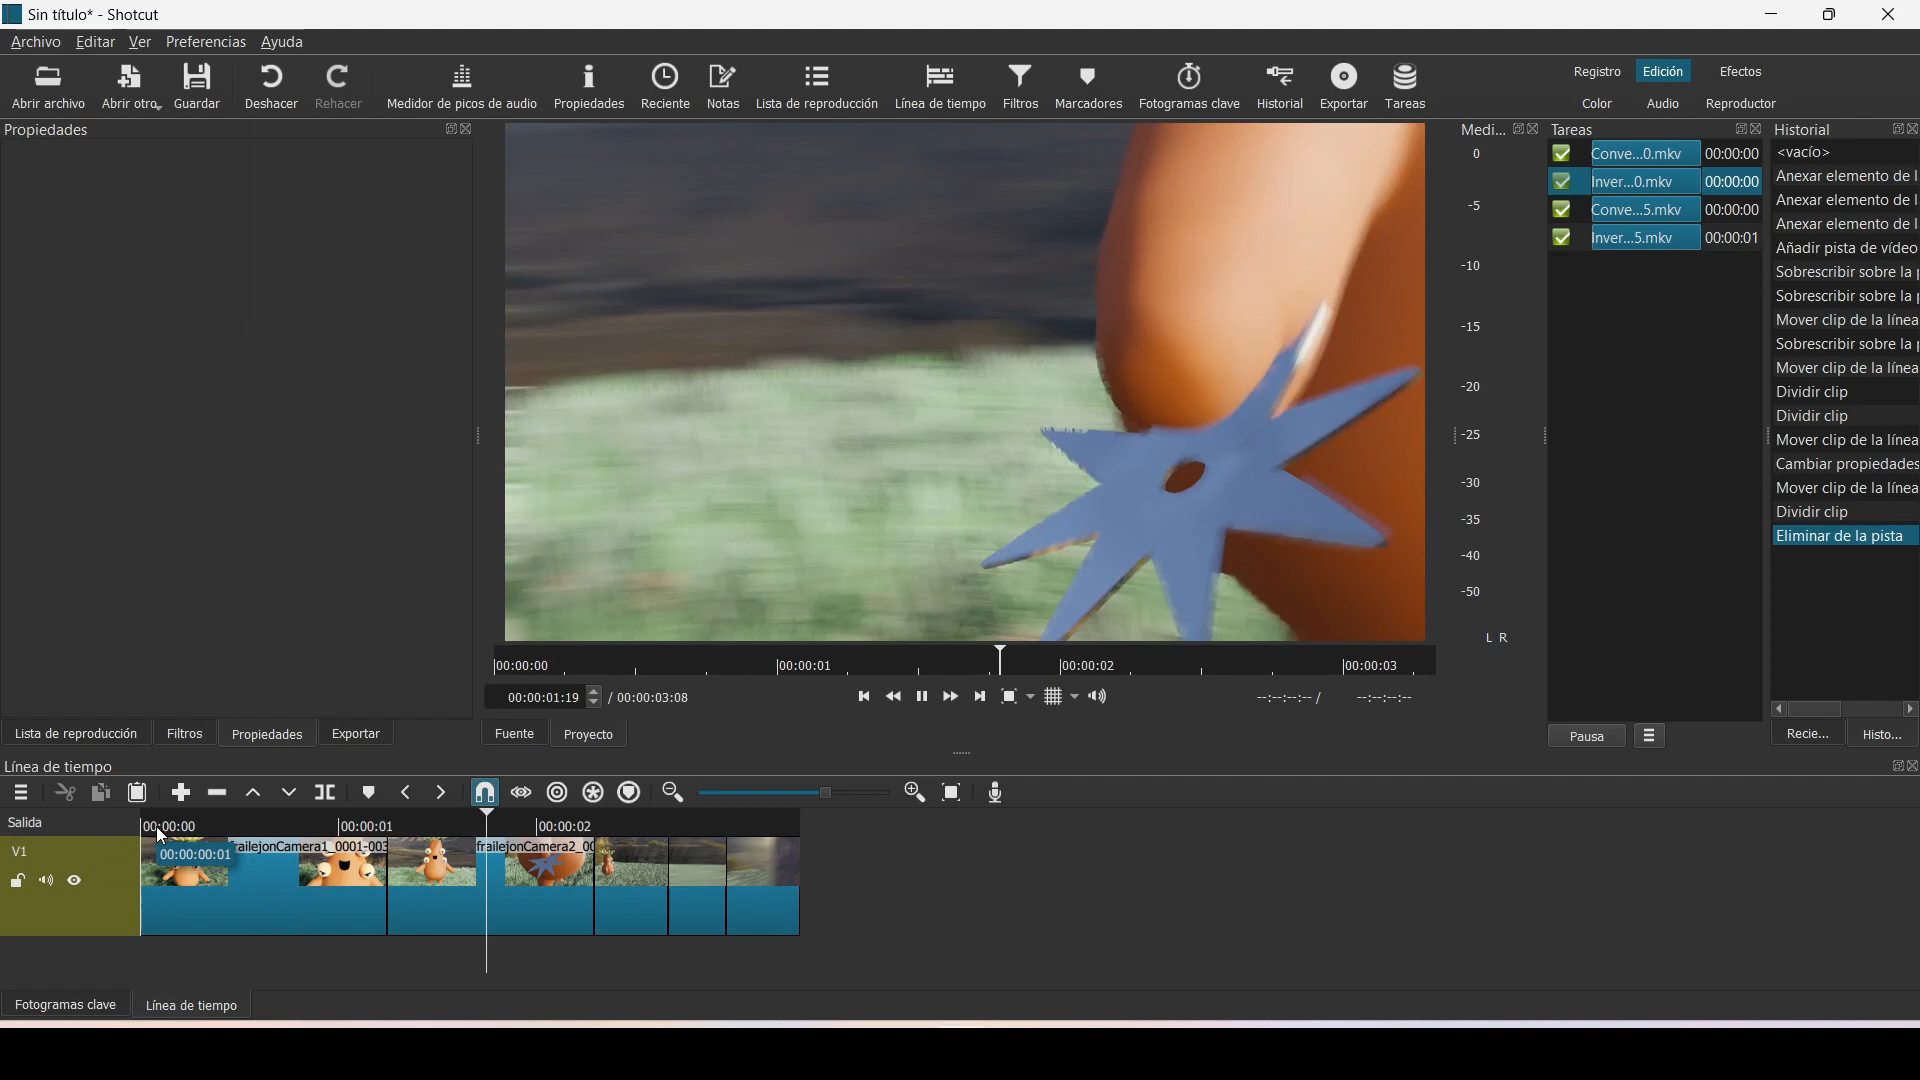 Sin título* - Shotcut
Archivo Editar Ver Preferencias Ayuda
Abrir archivo Abrir otro Guardar Deshacer Rehacer Medidor de picos de audio Propiedades Reciente Notas Lista de reproducción Línea de tiempo Filtros Marcadores Fotogramas clave Historial Exportar Tareas
Registro Edición Efectos
Color Audio Reproductor
Propiedades
Medi...
0
-5
-10
-15
-20
-25
-30
-35
-40
-50
L R
Tareas
Conve...0.mkv 00:00:00
Inver...0.mkv 00:00:00
Conve...5.mkv 00:00:00
Inver...5.mkv 00:00:01
Pausa
Historial
<vacío>
Anexar elemento de l
Anexar elemento de l
Anexar elemento de l
Añadir pista de vídeo
Sobrescribir sobre la p
Sobrescribir sobre la p
Mover clip de la línea
Sobrescribir sobre la p
Mover clip de la línea
Dividir clip
Dividir clip
Mover clip de la línea
Cambiar propiedades
Mover clip de la línea
Dividir clip
Eliminar de la pista
Recie... Histo...
00:00:00 00:00:01 00:00:02 00:00:03
00:00:01:19 / 00:00:03:08 --:--:--:-- / --:--:--:--
Lista de reproducción Filtros Propiedades Exportar Fuente Proyecto
Línea de tiempo
Salida
00:00:00 00:00:01 00:00:02
V1
railejonCamera1_0001-003 frailejonCamera2_00
00:00:00:01
Fotogramas clave Línea de tiempo